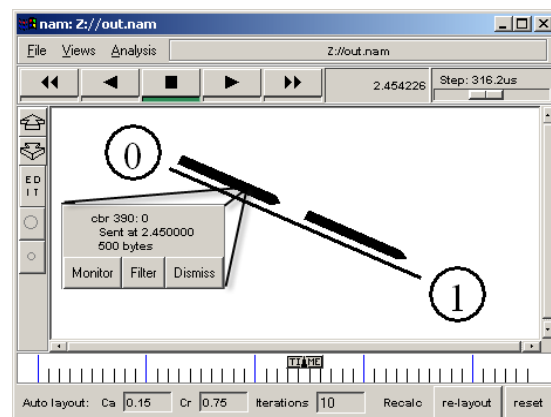 nam: Z://out.nam
File Views Analysis Z://out.nam
2.454226 Step: 316.2us
ED
IT
0
cbr 390: 0
Sent at 2.450000
500 bytes
Monitor Filter Dismiss
1
TIME
Auto layout: Ca 0.15 Cr 0.75 Iterations 10 Recalc re-layout reset